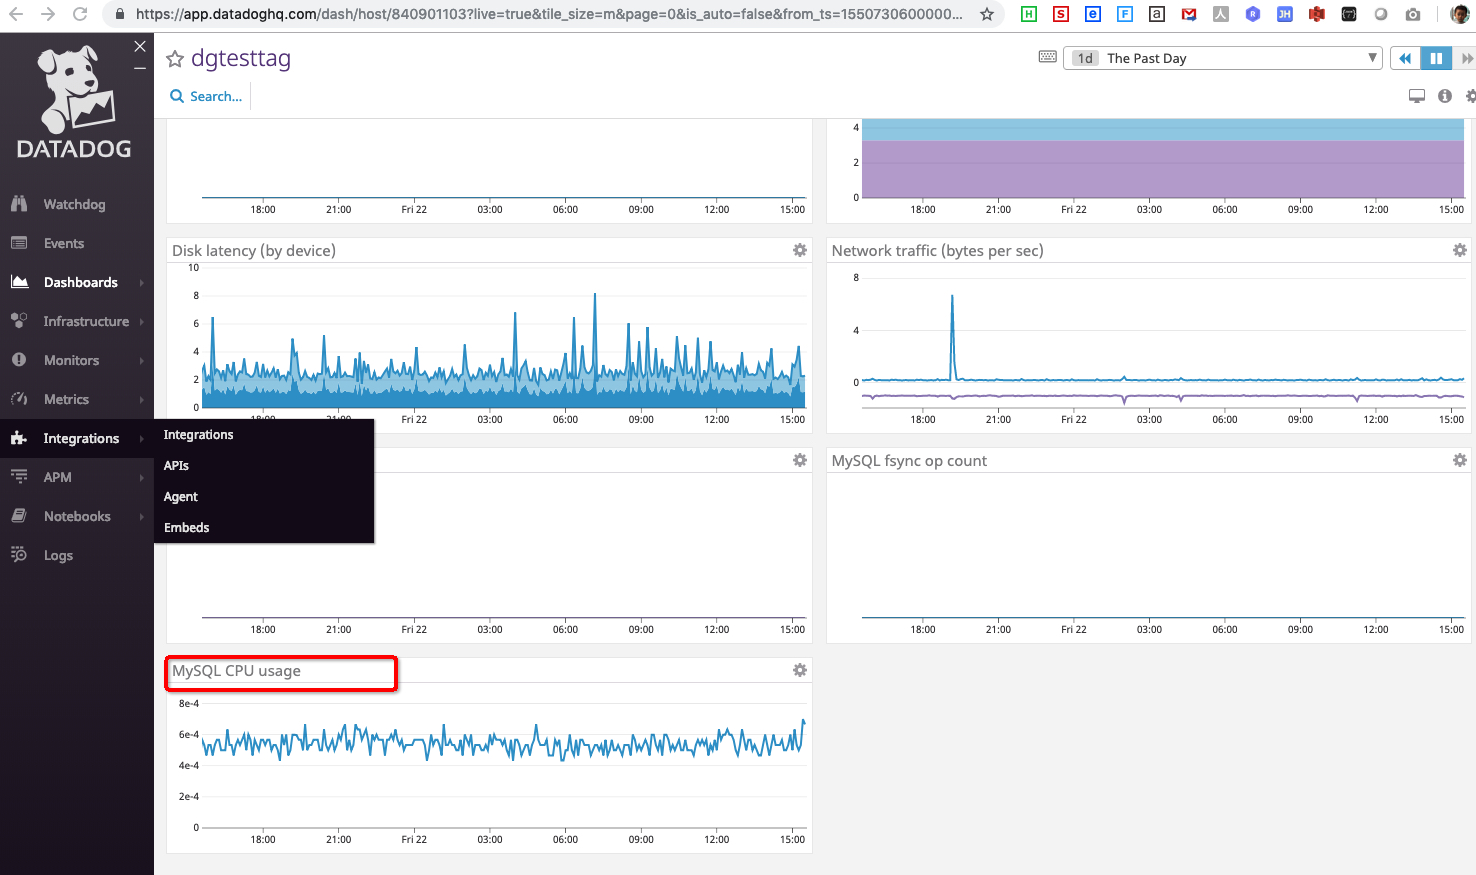 https://app.datadoghq.com/dash/host/840901103?live=true&tile_size=m&page=0&is_auto=false&from_ts=1550730600000...
H S e F a R JH
DATADOG
Watchdog
Events
Dashboards
Infrastructure
Monitors
Metrics
Integrations
APM
Notebooks
Logs
Integrations
APIs
Agent
Embeds
dgtesttag
1d The Past Day
Search...
18:00 21:00 Fri 22 03:00 06:00 09:00 12:00 15:00
4
2
0
18:00 21:00 Fri 22 03:00 06:00 09:00 12:00 15:00
Disk latency (by device)
10
8
6
4
2
0
18:00 21:00 Fri 22 03:00 06:00 09:00 12:00 15:00
Network traffic (bytes per sec)
8
4
0
18:00 21:00 Fri 22 03:00 06:00 09:00 12:00 15:00
18:00 21:00 Fri 22 03:00 06:00 09:00 12:00 15:00
MySQL fsync op count
18:00 21:00 Fri 22 03:00 06:00 09:00 12:00 15:00
MySQL CPU usage
8e-4
6e-4
4e-4
2e-4
0
18:00 21:00 Fri 22 03:00 06:00 09:00 12:00 15:00